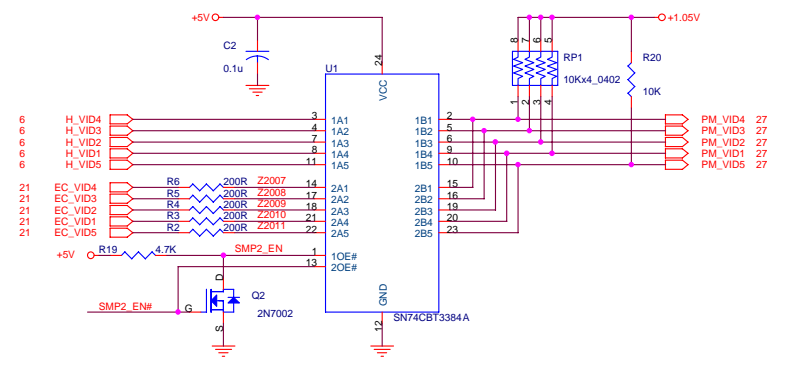 +5V
+1.05V
C2
0.1u
24
U1
VCC
8 7 6 5
RP1
10Kx4_0402
R20
10K
1 2 3 4
6 H_VID4 3 1A1 1B1 2 PM_VID4 27
6 H_VID3 4 1A2 1B2 5 PM_VID3 27
6 H_VID2 7 1A3 1B3 6 PM_VID2 27
6 H_VID1 8 1A4 1B4 9 PM_VID1 27
6 H_VID5 11 1A5 1B5 10 PM_VID5 27
21 EC_VID4 R6 200R Z2007 14 2A1 2B1 15
21 EC_VID3 R5 200R Z2008 17 2A2 2B2 16
21 EC_VID2 R4 200R Z2009 18 2A3 2B3 19
21 EC_VID1 R3 200R Z2010 21 2A4 2B4 20
21 EC_VID5 R2 200R Z2011 22 2A5 2B5 23
+5V R19 4.7K SMP2_EN 1 1OE#
13 2OE#
D
Q2
2N7002
SMP2_EN# G
S
GND
12
SN74CBT3384A